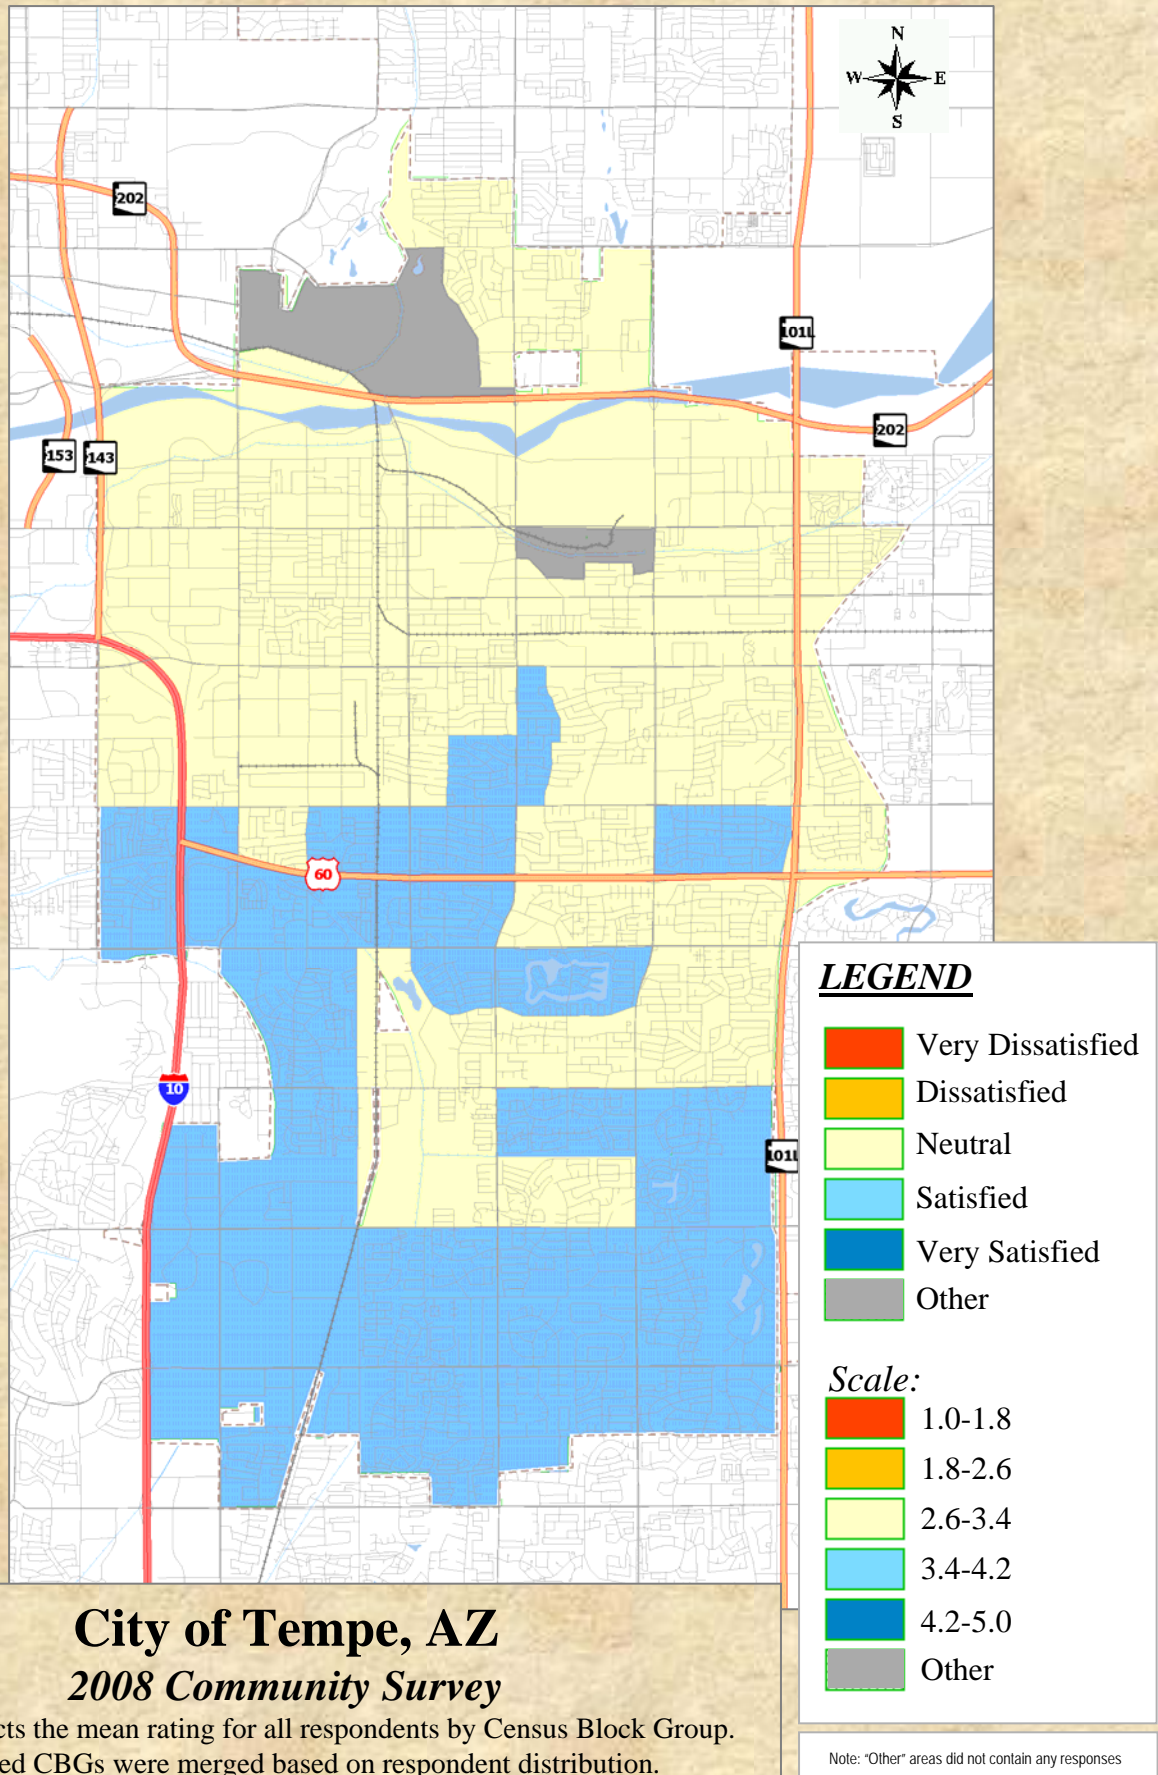 N
W E
S
202
101L
202
153
143
60
10
101L
LEGEND
Very Dissatisfied
Dissatisfied
Neutral
Satisfied
Very Satisfied
Other
Scale:
1.0-1.8
1.8-2.6
2.6-3.4
3.4-4.2
4.2-5.0
Other
City of Tempe, AZ
2008 Community Survey
cts the mean rating for all respondents by Census Block Group.
ed CBGs were merged based on respondent distribution.
Note: "Other" areas did not contain any responses